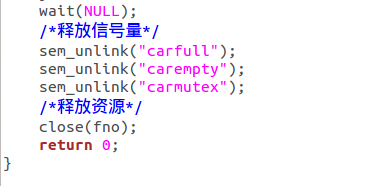 wait(NULL);
/*释放信号量*/
sem_unlink("carfull");
sem_unlink("carempty");
sem_unlink("carmutex");
/*释放资源*/
close(fno);
return 0;
}